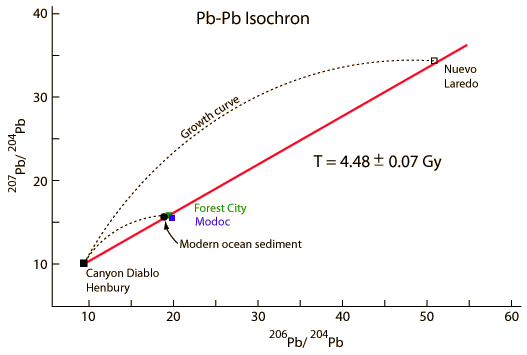 Pb-Pb Isochron
40
30
20
10
207Pb/ 204Pb
Growth curve
Nuevo
Laredo
T = 4.48 ± 0.07 Gy
Forest City
Modoc
Modern ocean sediment
Canyon Diablo
Henbury
10 20 30 40 50 60
206Pb/ 204Pb